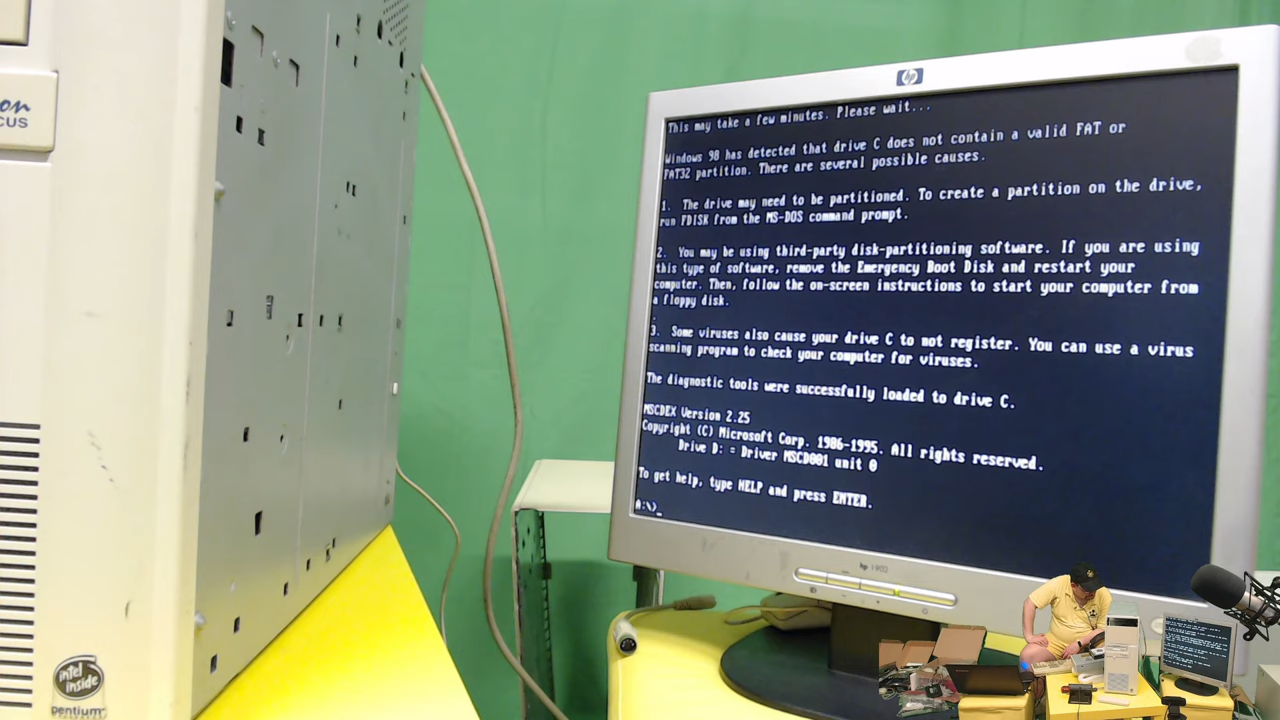 on
CUS
intel
inside
pentium
hp
This may take a few minutes. Please wait...
Windows 98 has detected that drive C does not contain a valid FAT or
FAT32 partition. There are several possible causes.
1.  The drive may need to be partitioned. To create a partition on the drive,
run FDISK from the MS-DOS command prompt.
2.  You may be using third-party disk-partitioning software. If you are using
this type of software, remove the Emergency Boot Disk and restart your
computer. Then, follow the on-screen instructions to start your computer from
a floppy disk.
3.  Some viruses also cause your drive C to not register. You can use a virus
scanning program to check your computer for viruses.
The diagnostic tools were successfully loaded to drive C.
MSCDEX Version 2.25
Copyright (C) Microsoft Corp. 1986-1995. All rights reserved.
Drive D: = Driver MSCD001 unit 0
To get help, type HELP and press ENTER.
A:\>_
hp 1902